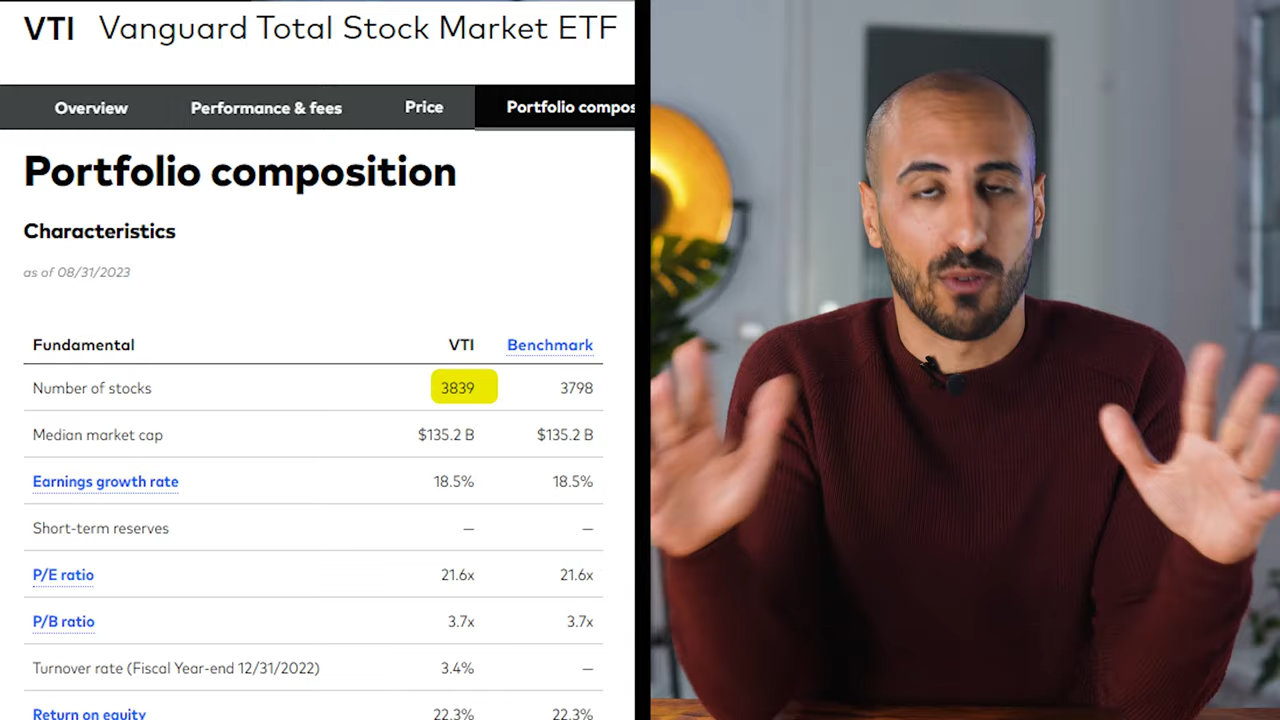 VTI Vanguard Total Stock Market ETF
Overview Performance & fees Price Portfolio compos
Portfolio composition
Characteristics
as of 08/31/2023
Fundamental VTI Benchmark
Number of stocks 3839 3798
Median market cap $135.2 B $135.2 B
Earnings growth rate 18.5% 18.5%
Short-term reserves — —
P/E ratio 21.6x 21.6x
P/B ratio 3.7x 3.7x
Turnover rate (Fiscal Year-end 12/31/2022) 3.4% —
Return on equity 22.3% 22.3%